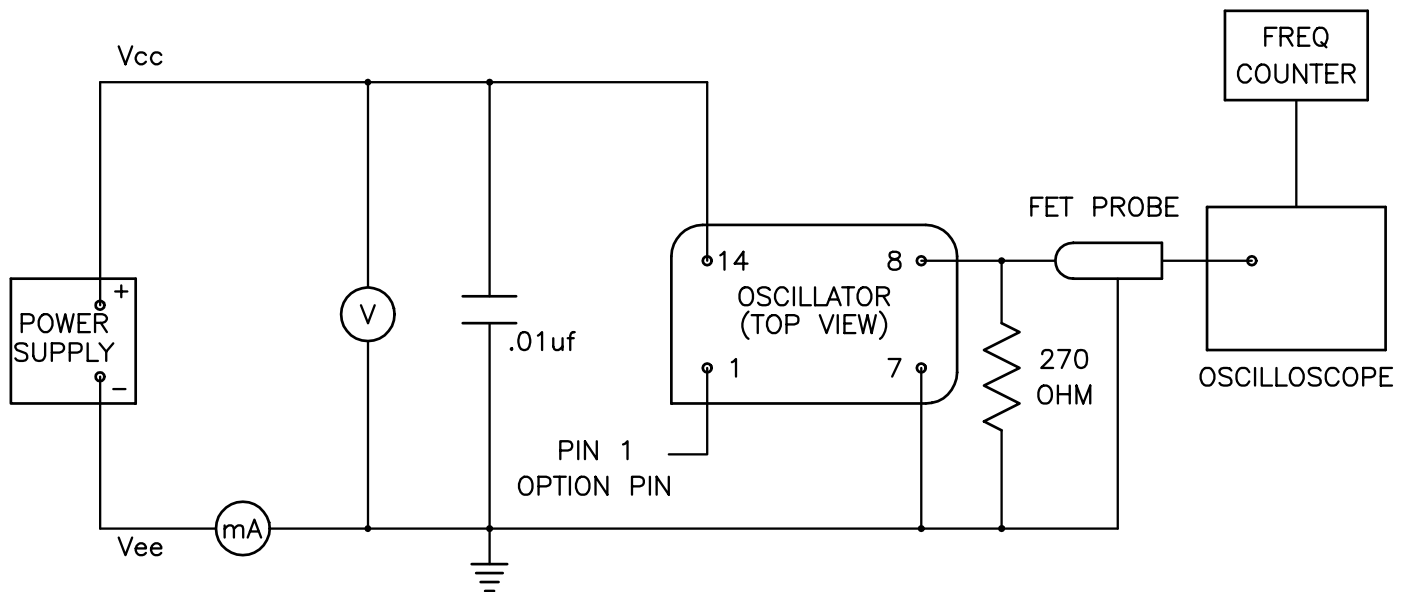 FREQ
COUNTER
Vcc
FET PROBE
14
8
OSCILLATOR
(TOP VIEW)
+
POWER
SUPPLY
–
V
.01uf
1
7
270
OHM
OSCILLOSCOPE
PIN 1
OPTION PIN
mA
Vee